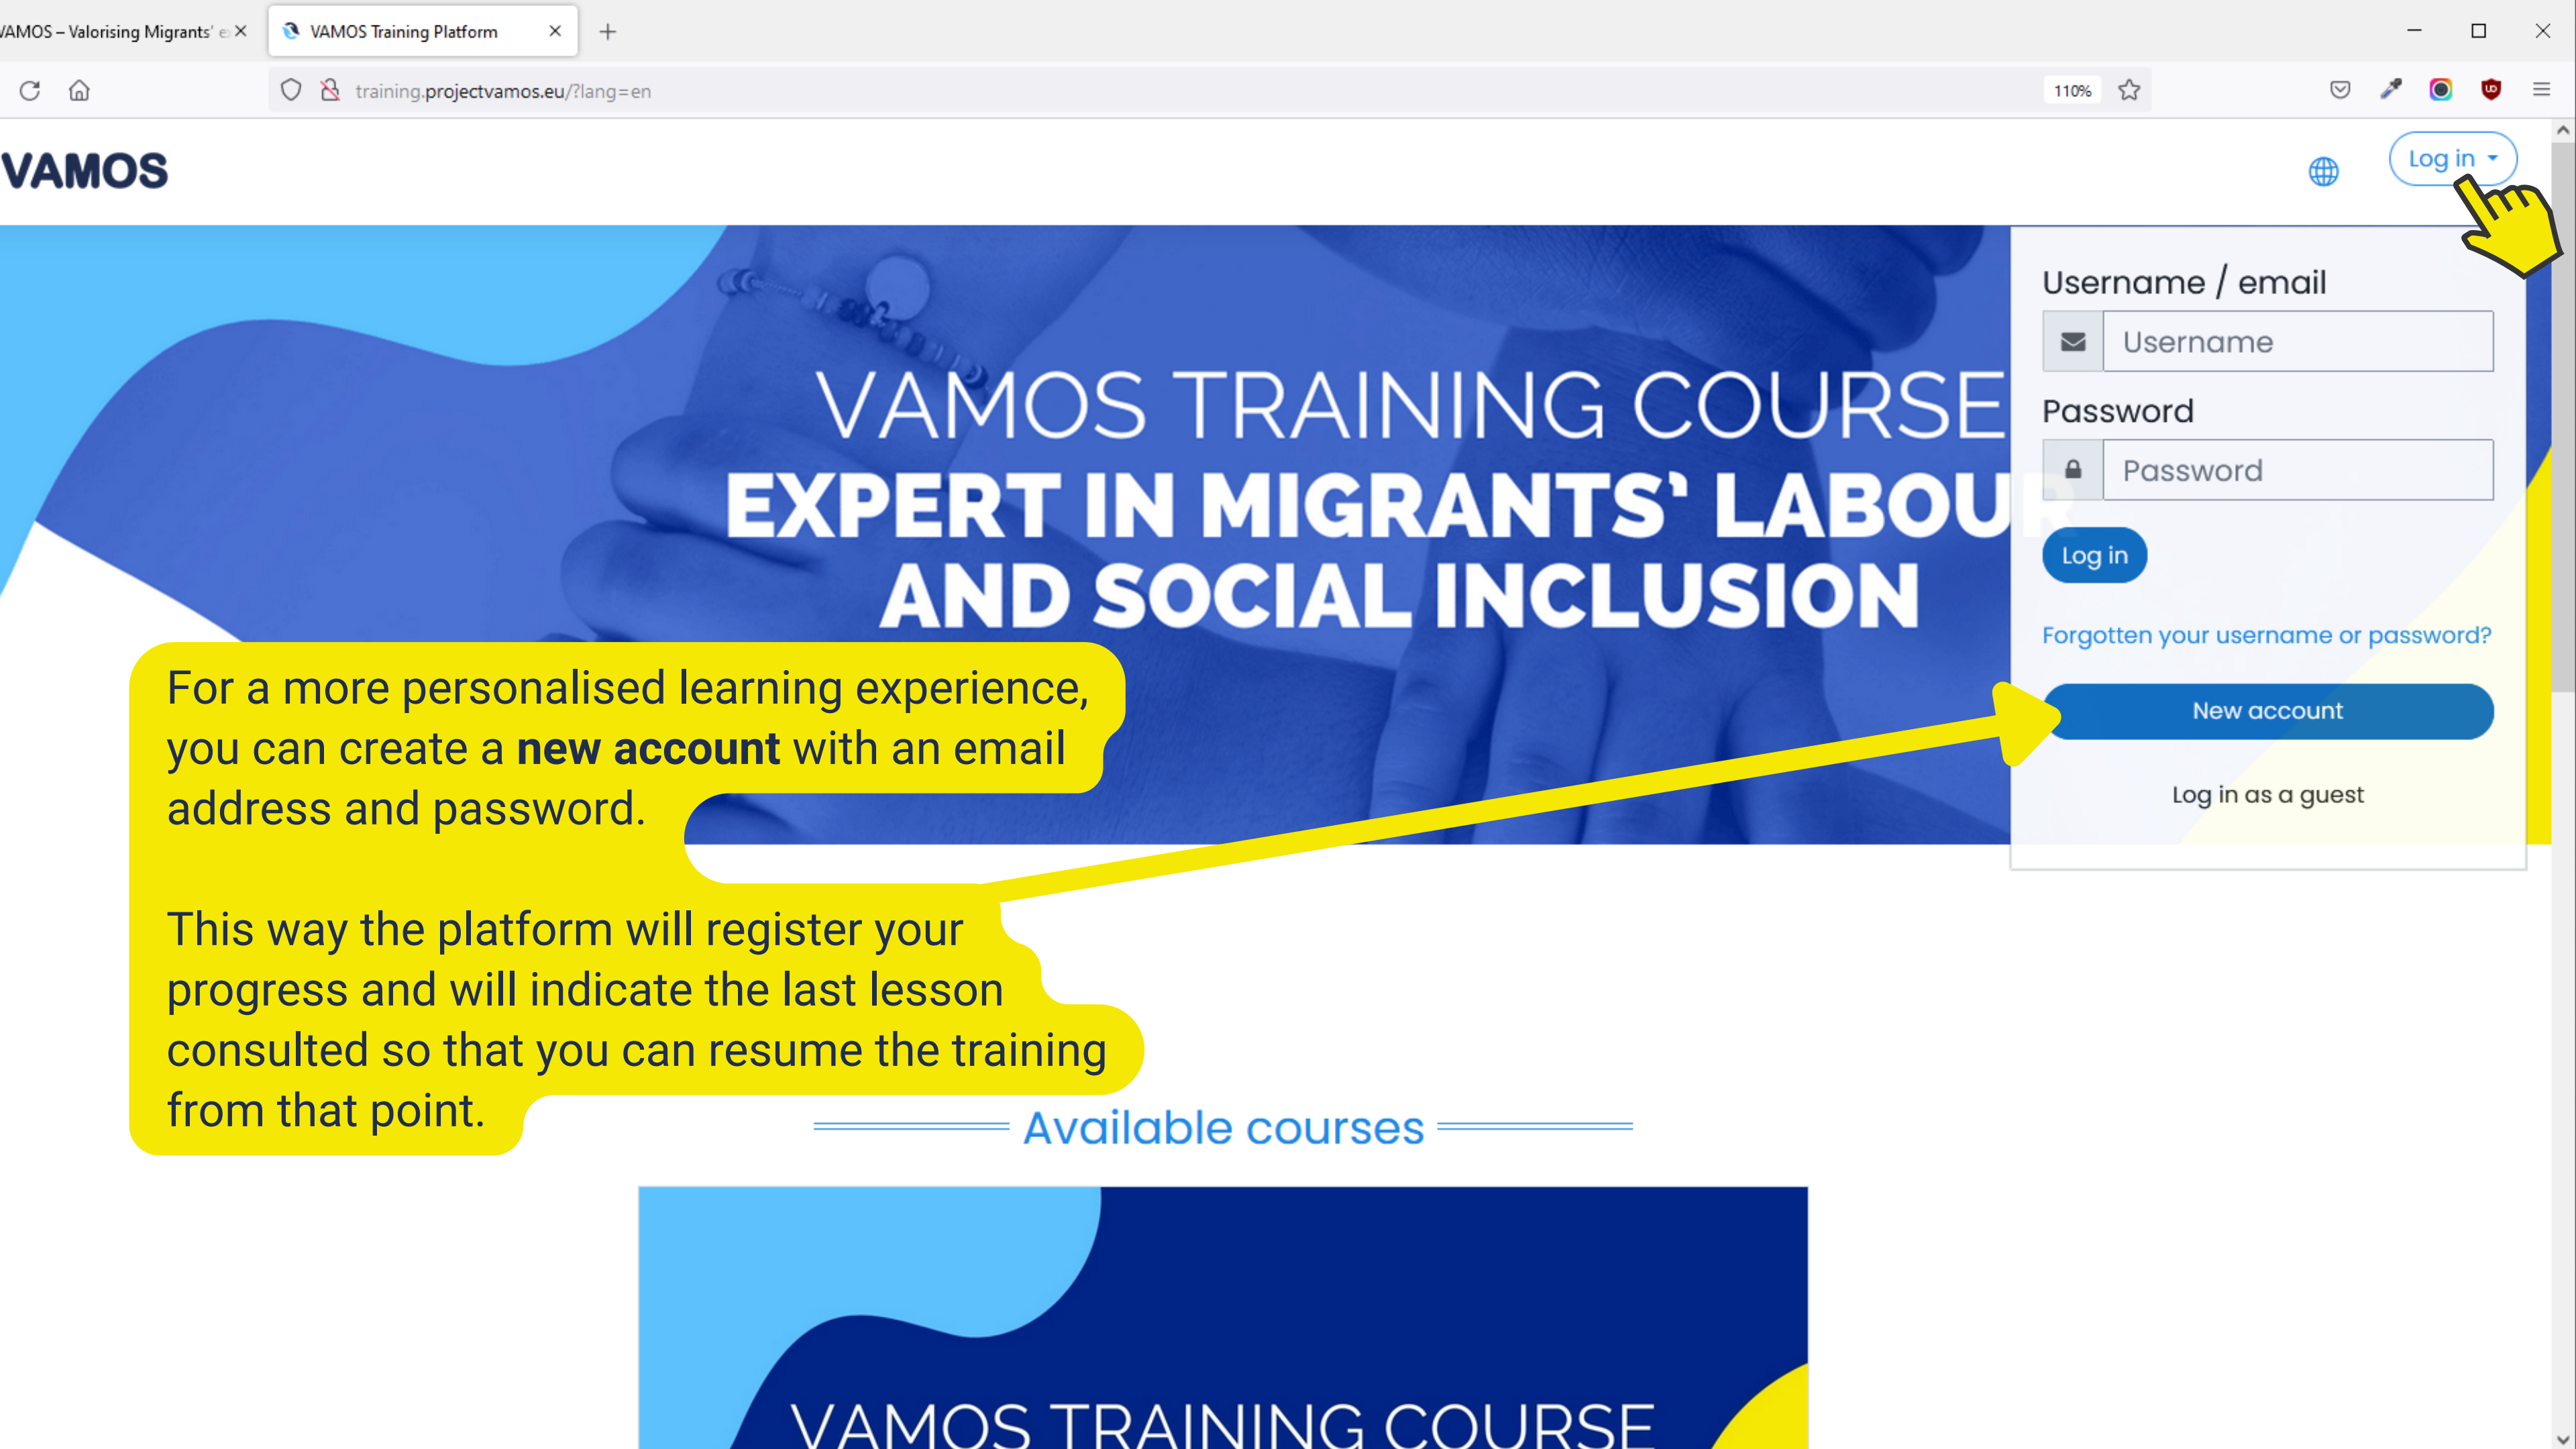 VAMOS – Valorising Migrants' e
VAMOS Training Platform
training.projectvamos.eu/?lang=en
110%
VAMOS
Log in
VAMOS TRAINING COURSE
EXPERT IN MIGRANTS' LABOUR
AND SOCIAL INCLUSION
Username / email
Username
Password
Password
Log in
Forgotten your username or password?
New account
Log in as a guest
For a more personalised learning experience,
you can create a new account with an email
address and password.
This way the platform will register your
progress and will indicate the last lesson
consulted so that you can resume the training
from that point.
Available courses
VAMOS TRAINING COURSE